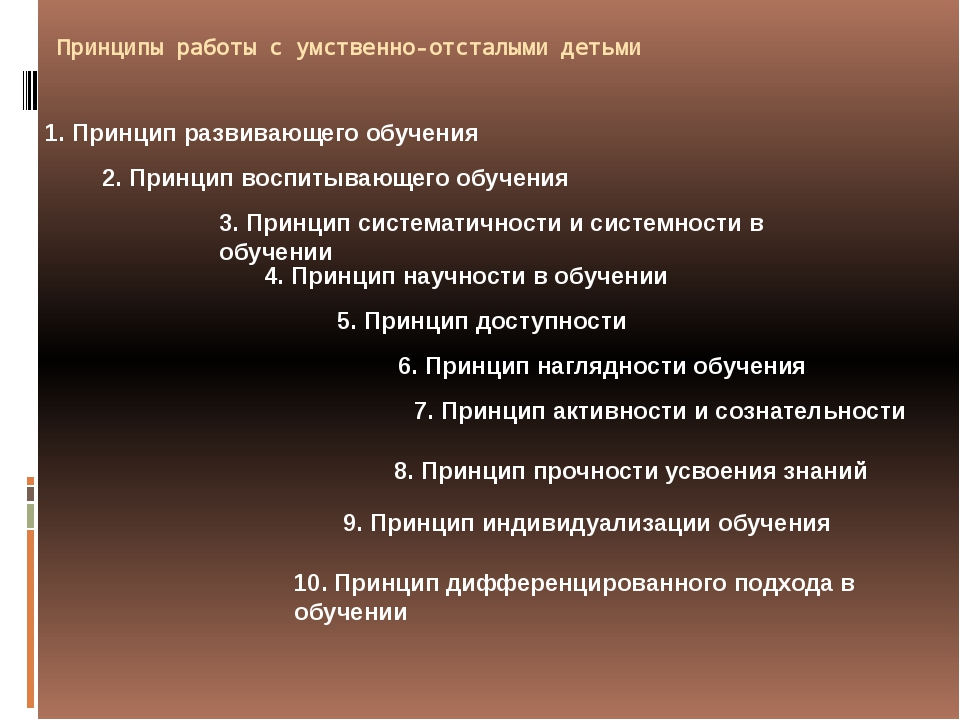 Принципы работы с умственно-отсталыми детьми
1. Принцип развивающего обучения
2. Принцип воспитывающего обучения
3. Принцип систематичности и системности в
обучении
4. Принцип научности в обучении
5. Принцип доступности
6. Принцип наглядности обучения
7. Принцип активности и сознательности
8. Принцип прочности усвоения знаний
9. Принцип индивидуализации обучения
10. Принцип дифференцированного подхода в
обучении